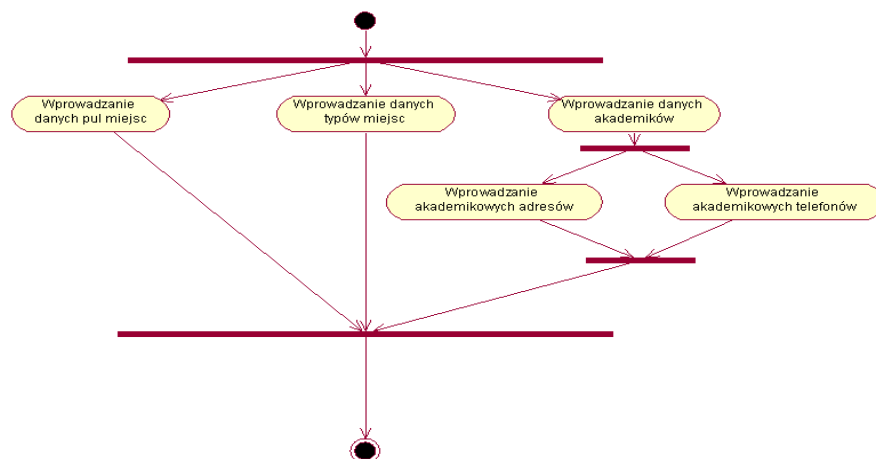 Wprowadzanie
danych pul miejsc
Wprowadzanie danych
typów miejsc
Wprowadzanie danych
akademików
Wprowadzanie
akademikowych adresów
Wprowadzanie
akademikowych telefonów